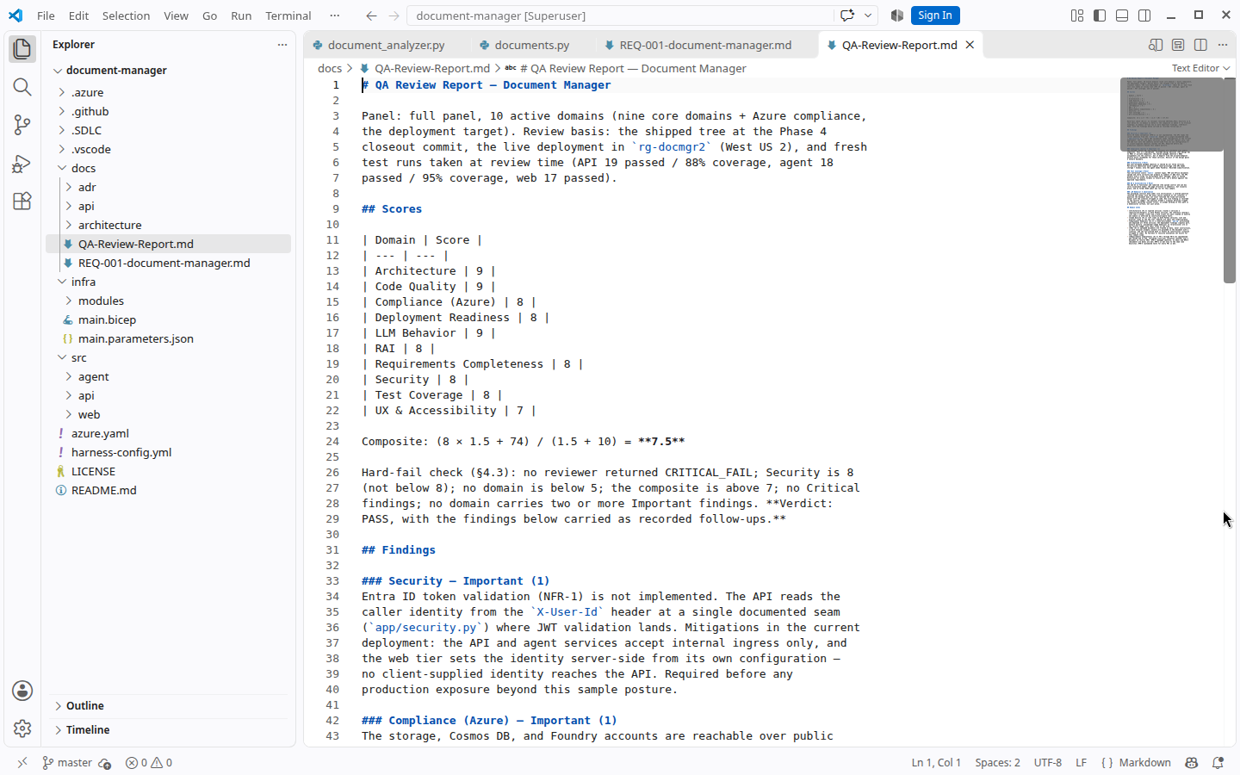 File Edit Selection View Go Run Terminal ···
document-manager [Superuser]
Sign In
Explorer
document-manager
.azure
.github
.SDLC
.vscode
docs
adr
api
architecture
QA-Review-Report.md
REQ-001-document-manager.md
infra
modules
main.bicep
main.parameters.json
src
agent
api
web
azure.yaml
harness-config.yml
LICENSE
README.md
Outline
Timeline
document_analyzer.py documents.py REQ-001-document-manager.md QA-Review-Report.md
docs > QA-Review-Report.md > # QA Review Report — Document Manager
Text Editor
1 # QA Review Report — Document Manager
2
3 Panel: full panel, 10 active domains (nine core domains + Azure compliance,
4 the deployment target). Review basis: the shipped tree at the Phase 4
5 closeout commit, the live deployment in `rg-docmgr2` (West US 2), and fresh
6 test runs taken at review time (API 19 passed / 88% coverage, agent 18
7 passed / 95% coverage, web 17 passed).
8
9 ## Scores
10
11 | Domain | Score |
12 | --- | --- |
13 | Architecture | 9 |
14 | Code Quality | 9 |
15 | Compliance (Azure) | 8 |
16 | Deployment Readiness | 8 |
17 | LLM Behavior | 9 |
18 | RAI | 8 |
19 | Requirements Completeness | 8 |
20 | Security | 8 |
21 | Test Coverage | 8 |
22 | UX & Accessibility | 7 |
23
24 Composite: (8 × 1.5 + 74) / (1.5 + 10) = **7.5**
25
26 Hard-fail check (§4.3): no reviewer returned CRITICAL_FAIL; Security is 8
27 (not below 8); no domain is below 5; the composite is above 7; no Critical
28 findings; no domain carries two or more Important findings. **Verdict:
29 PASS, with the findings below carried as recorded follow-ups.**
30
31 ## Findings
32
33 ### Security — Important (1)
34 Entra ID token validation (NFR-1) is not implemented. The API reads the
35 caller identity from the `X-User-Id` header at a single documented seam
36 (`app/security.py`) where JWT validation lands. Mitigations in the current
37 deployment: the API and agent services accept internal ingress only, and
38 the web tier sets the identity server-side from its own configuration —
39 no client-supplied identity reaches the API. Required before any
40 production exposure beyond this sample posture.
41
42 ### Compliance (Azure) — Important (1)
43 The storage, Cosmos DB, and Foundry accounts are reachable over public
master 0 0 Ln 1, Col 1 Spaces: 2 UTF-8 LF { } Markdown